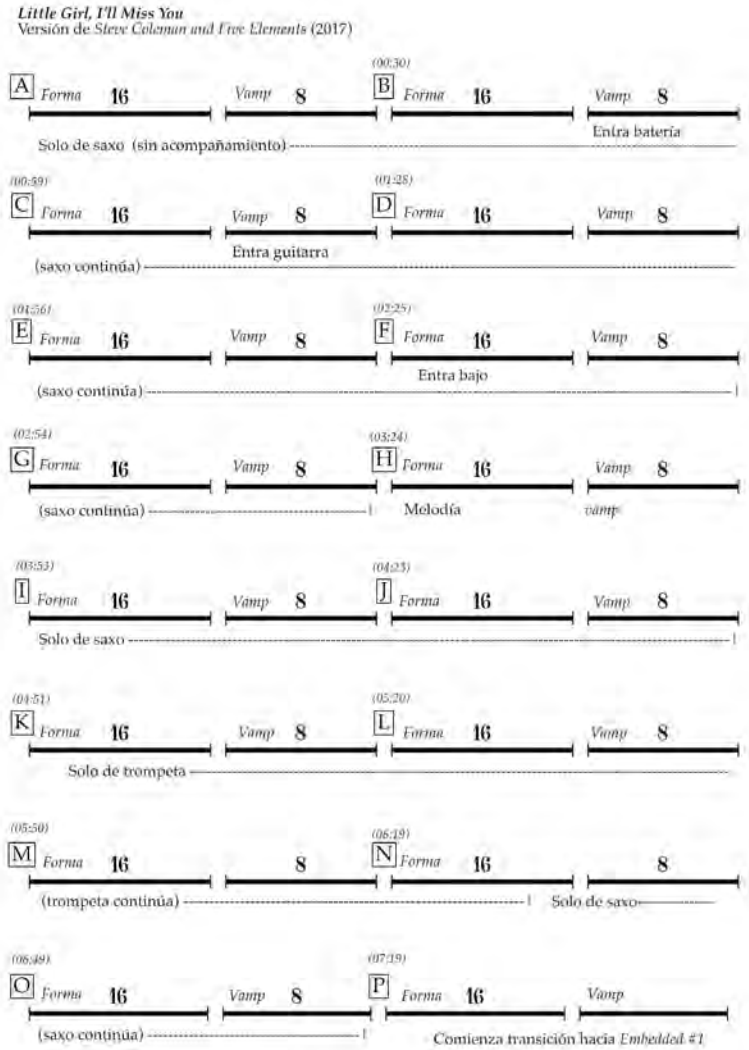 Little Girl, I'll Miss You
Versión de Steve Coleman and Five Elements (2017)
(00:30)
A Forma 16 Vamp 8 B Forma 16 Vamp 8
Entra batería
Solo de saxo (sin acompañamiento)
(00:59) (01:28)
C Forma 16 Vamp 8 D Forma 16 Vamp 8
Entra guitarra
(saxo continúa)
(01:56) (02:25)
E Forma 16 Vamp 8 F Forma 16 Vamp 8
Entra bajo
(saxo continúa)
(02:54) (03:24)
G Forma 16 Vamp 8 H Forma 16 Vamp 8
(saxo continúa) Melodía vamp
(03:53) (04:23)
I Forma 16 Vamp 8 J Forma 16 Vamp 8
Solo de saxo
(04:51) (05:20)
K Forma 16 Vamp 8 L Forma 16 Vamp 8
Solo de trompeta
(05:50) (06:19)
M Forma 16 8 N Forma 16 8
(trompeta continúa) Solo de saxo
(06:49) (07:19)
O Forma 16 Vamp 8 P Forma 16 Vamp
(saxo continúa) Comienza transición hacia Embedded #1